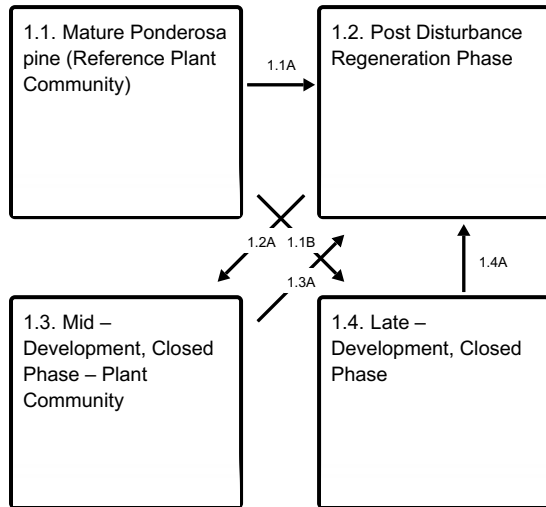 1.1. Mature Ponderosa
pine (Reference Plant
Community)
1.1A
1.2. Post Disturbance
Regeneration Phase
1.2A
1.1B
1.3A
1.4A
1.3. Mid –
Development, Closed
Phase – Plant
Community
1.4. Late –
Development, Closed
Phase